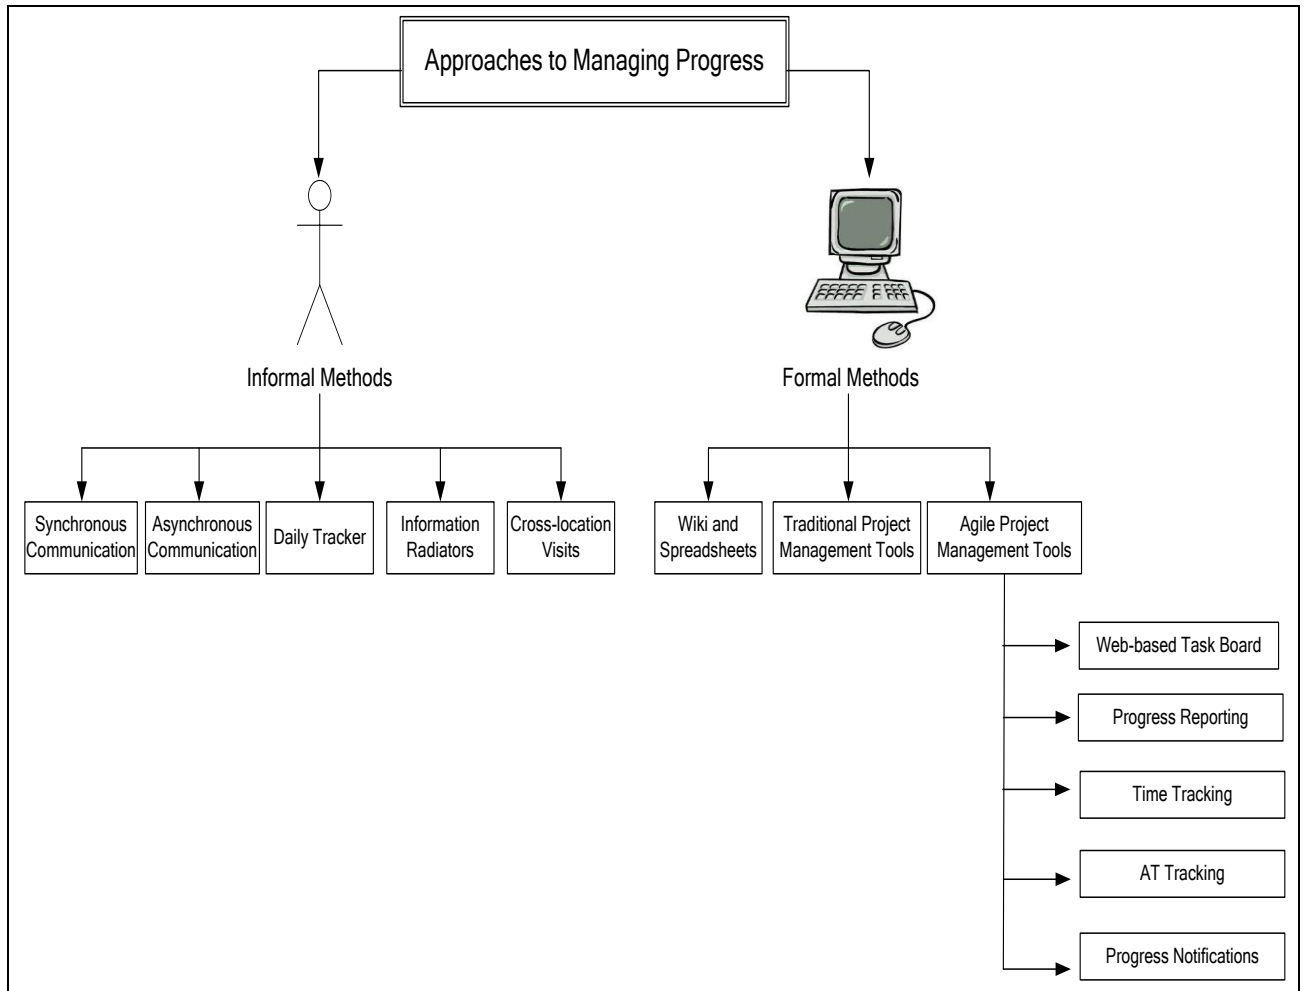 Approaches to Managing Progress
Informal Methods
Formal Methods
Synchronous
Communication
Asynchronous
Communication
Daily Tracker
Information
Radiators
Cross-location
Visits
Wiki and
Spreadsheets
Traditional Project
Management Tools
Agile Project
Management Tools
Web-based Task Board
Progress Reporting
Time Tracking
AT Tracking
Progress Notifications